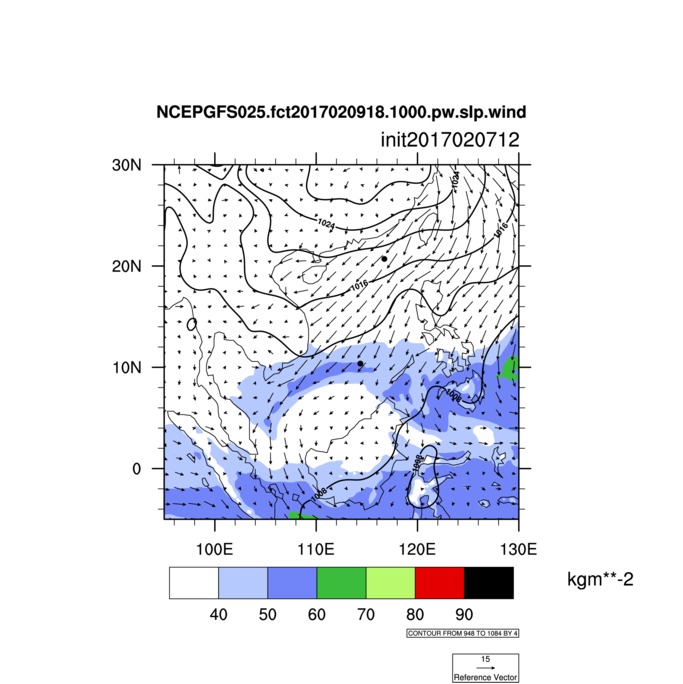 NCEPGFS025.fct2017020918.1000.pw.slp.wind
init2017020712
30N
1024
1024
1016
20N
1016
10N
1008
1008
0
1008
100E 110E 120E 130E
kgm**-2
40 50 60 70 80 90
CONTOUR FROM 948 TO 1084 BY 4
15
Reference Vector